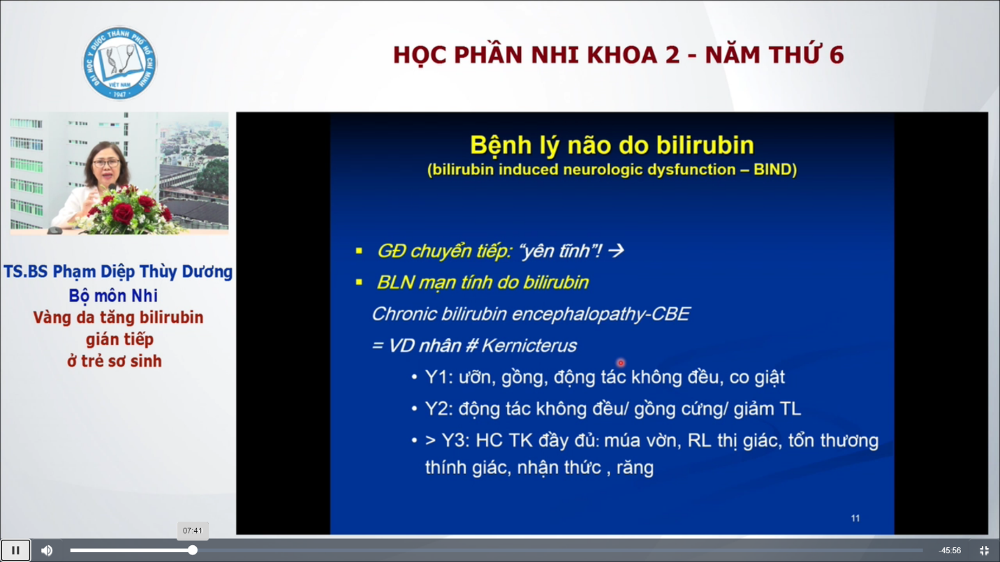 ĐẠI HỌC Y DƯỢC THÀNH PHỐ HỒ CHÍ MINH
VIỆT NAM
1947
HỌC PHẦN NHI KHOA 2 - NĂM THỨ 6
TS.BS Phạm Diệp Thùy Dương
Bộ môn Nhi
Vàng da tăng bilirubin
gián tiếp
ở trẻ sơ sinh
Bệnh lý não do bilirubin
(bilirubin induced neurologic dysfunction – BIND)
▪ GĐ chuyển tiếp: “yên tĩnh”! →
▪ BLN mạn tính do bilirubin
Chronic bilirubin encephalopathy-CBE
= VD nhân # Kernicterus
• Y1: ưỡn, gồng, động tác không đều, co giật
• Y2: động tác không đều/ gồng cứng/ giảm TL
• > Y3: HC TK đầy đủ: múa vờn, RL thị giác, tổn thương
thính giác, nhận thức , răng
11
07:41
-45:56